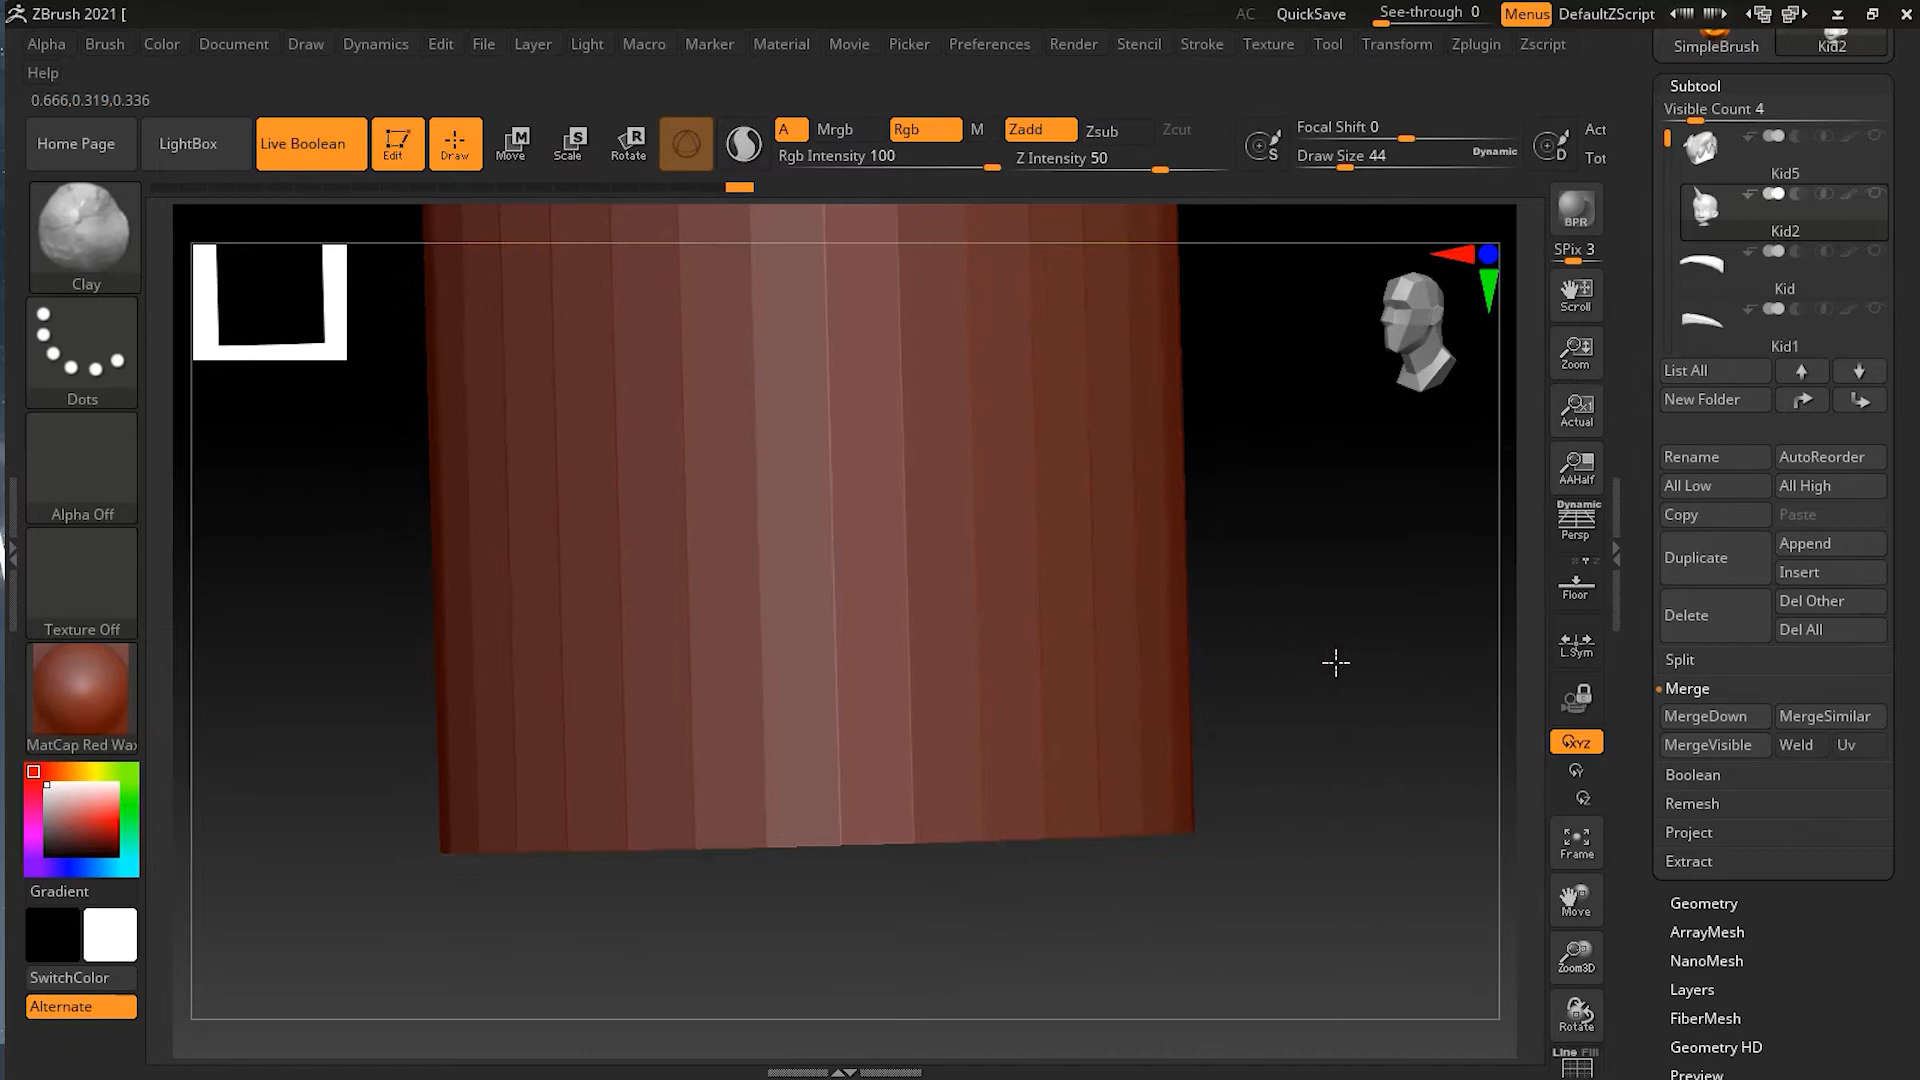 ZBrush 2021 [
AC QuickSave See-through 0 Menus DefaultZScript
Alpha Brush Color Document Draw Dynamics Edit File Layer Light Macro Marker Material Movie Picker Preferences Render Stencil Stroke Texture Tool Transform Zplugin Zscript
Help
0.666,0.319,0.336
Home Page LightBox Live Boolean Edit Draw Move Scale Rotate
M S R
A Mrgb Rgb M Zadd Zsub Zcut
Rgb Intensity 100 Z Intensity 50
S Focal Shift 0
Draw Size 44 Dynamic
D Act
Tot
Clay
Dots
Alpha Off
Texture Off
MatCap Red Wax
Gradient
SwitchColor
Alternate
BPR
SPix 3
Scroll
Zoom
Actual
AAHalf
Dynamic
Persp
Floor
L.Sym
XYZ
Y
Z
Frame
Move
Zoom3D
Rotate
Line Fill
SimpleBrush Kid2
Subtool
Visible Count 4
Kid5
Kid2
Kid
Kid1
List All
New Folder
Rename AutoReorder
All Low All High
Copy Paste
Duplicate Append
Insert
Delete Del Other
Del All
Split
Merge
MergeDown MergeSimilar
MergeVisible Weld Uv
Boolean
Remesh
Project
Extract
Geometry
ArrayMesh
NanoMesh
Layers
FiberMesh
Geometry HD
Preview